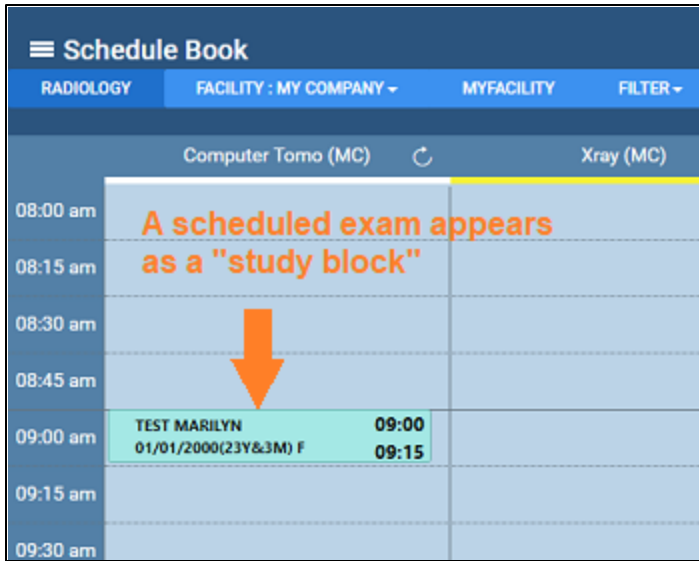 Schedule Book
RADIOLOGY FACILITY : MY COMPANY MYFACILITY FILTER
Computer Tomo (MC) Xray (MC)
08:00 am
A scheduled exam appears
08:15 am
as a "study block"
08:30 am
08:45 am
TEST MARILYN 09:00
09:00 am
01/01/2000(23Y&3M) F 09:15
09:15 am
09:30 am